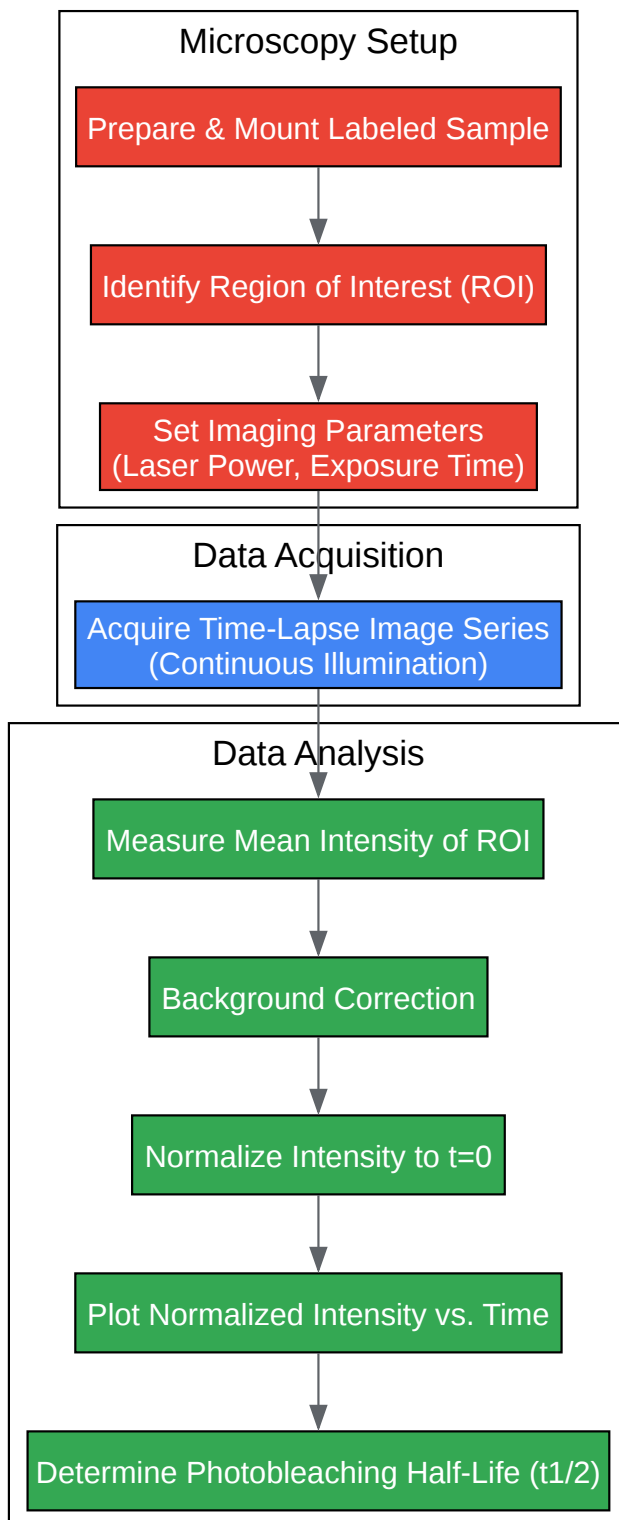 Microscopy Setup
Prepare & Mount Labeled Sample
Identify Region of Interest (ROI)
Set Imaging Parameters
(Laser Power, Exposure Time)
Data Acquisition
Acquire Time-Lapse Image Series
(Continuous Illumination)
Data Analysis
Measure Mean Intensity of ROI
Background Correction
Normalize Intensity to t=0
Plot Normalized Intensity vs. Time
Determine Photobleaching Half-Life (t1/2)